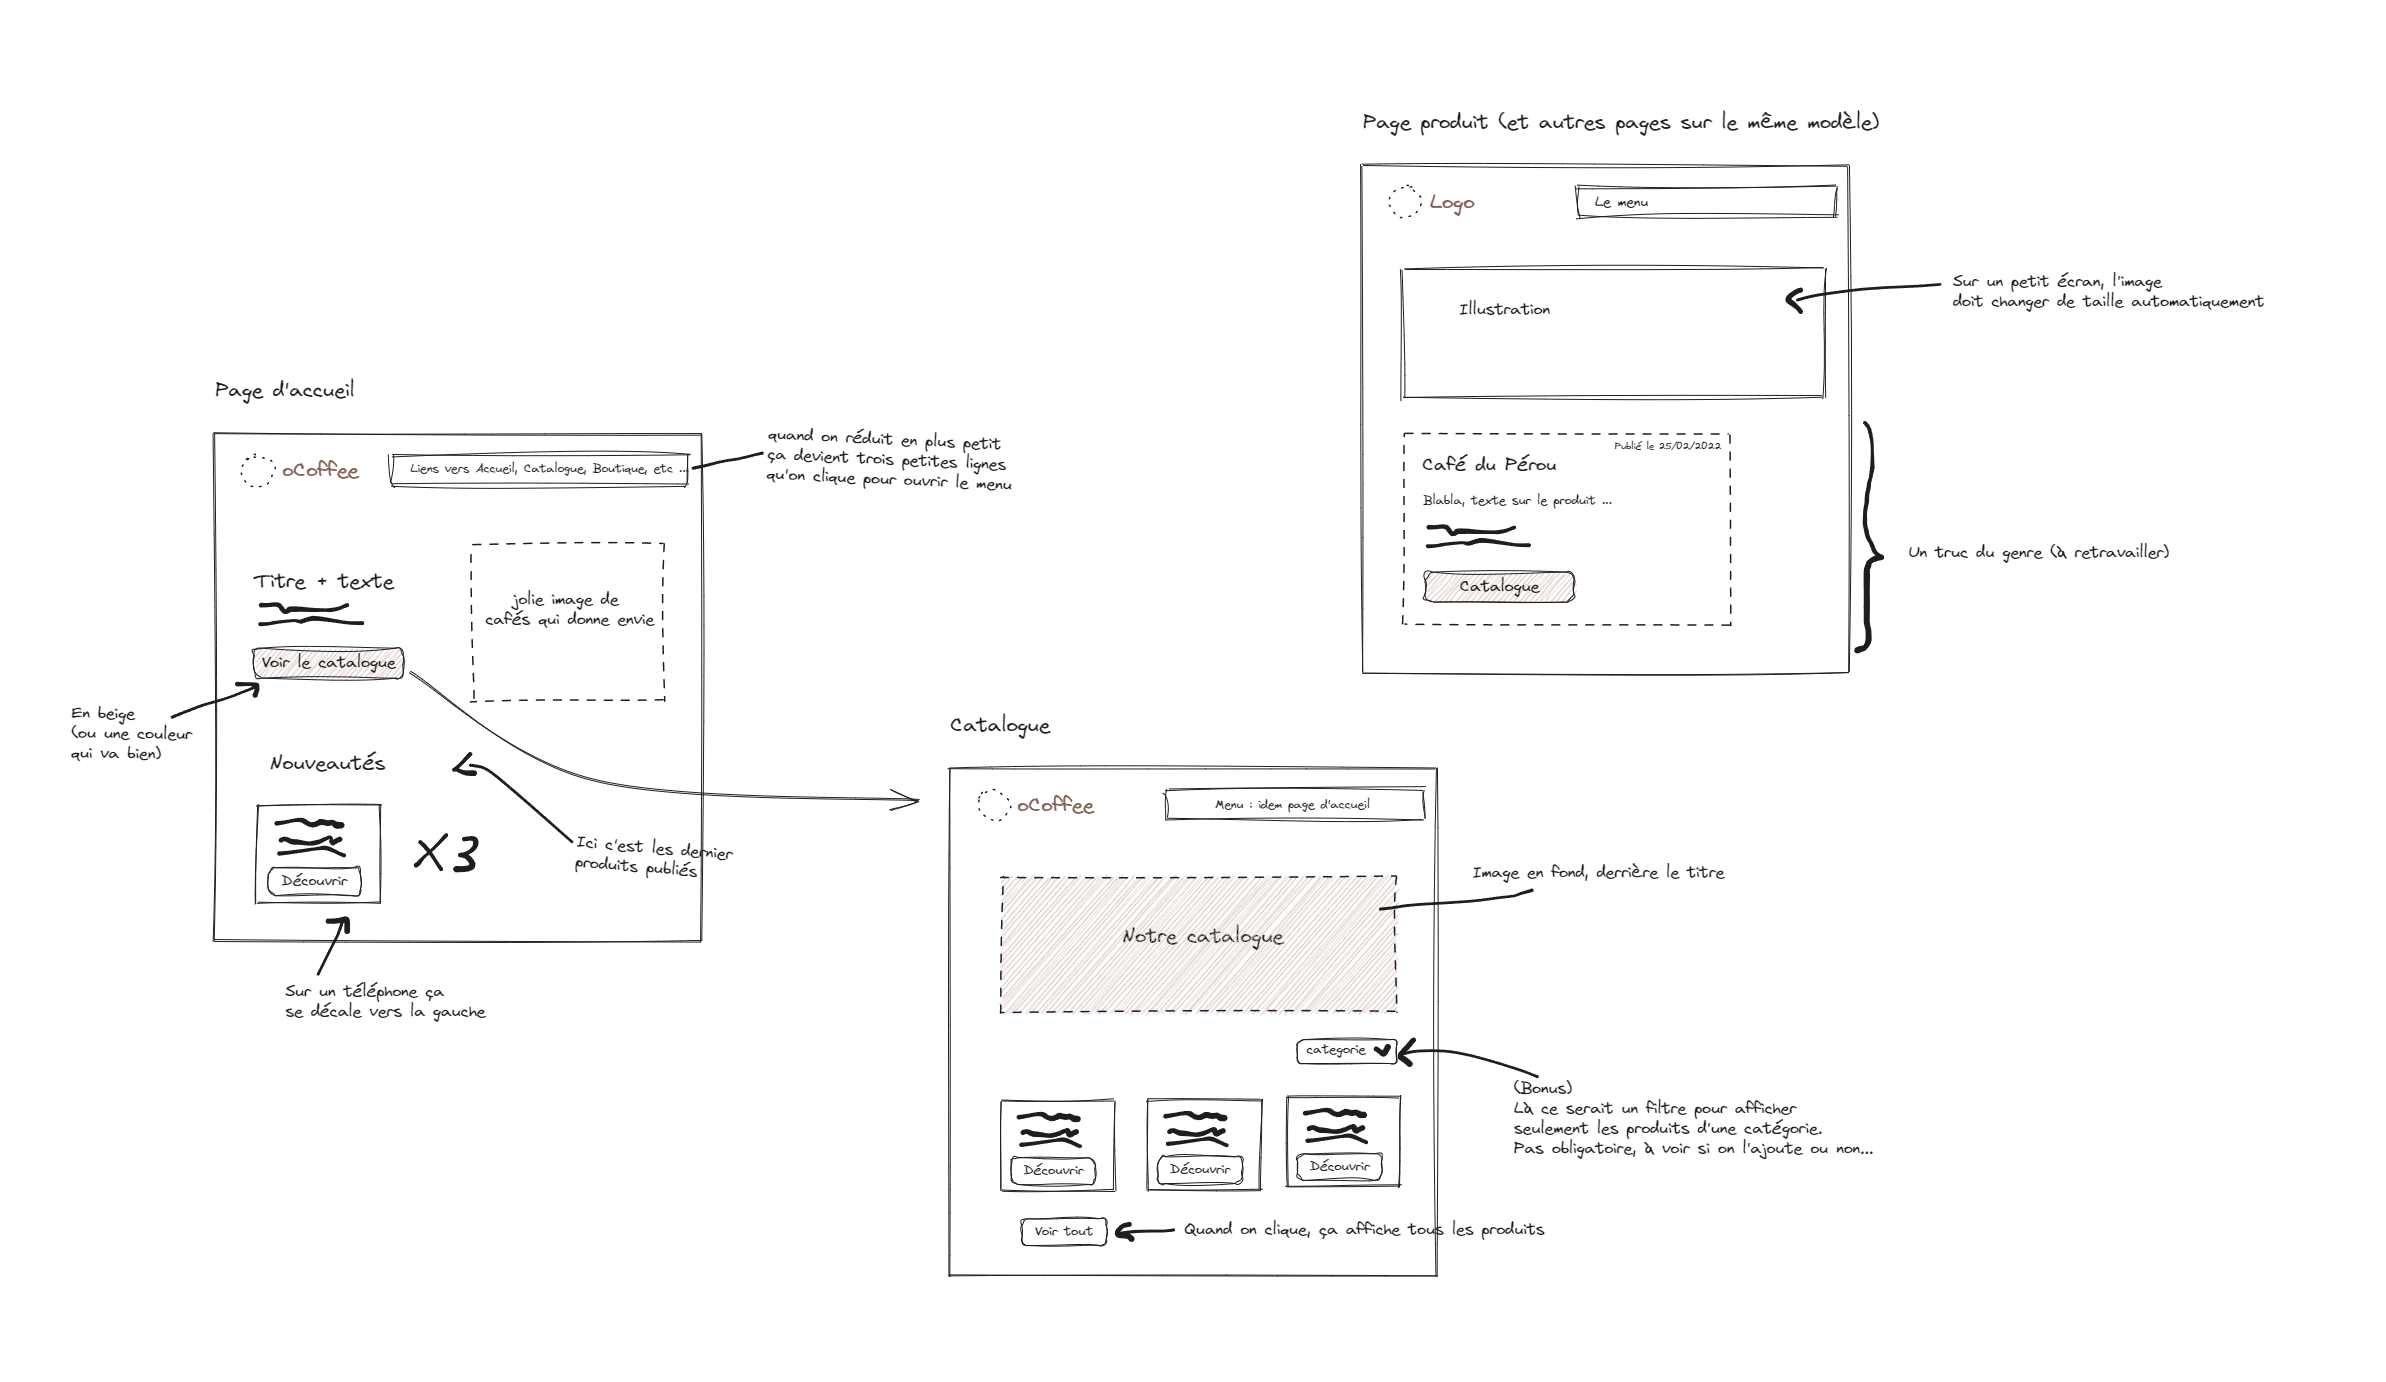 Page produit (et autres pages sur le même modèle)
Logo
Le menu
Illustration
Sur un petit écran, l'image
doit changer de taille automatiquement
Publié le 25/02/2022
Café du Pérou
Blabla, texte sur le produit ...
Catalogue
Un truc du genre (à retravailler)
Page d'accueil
oCoffee
Liens vers Accueil, Catalogue, Boutique, etc ...
quand on réduit en plus petit
ça devient trois petites lignes
qu'on clique pour ouvrir le menu
Titre + texte
jolie image de
cafés qui donne envie
Voir le catalogue
En beige
(ou une couleur
qui va bien)
Nouveautés
Découvrir
X3
Ici c'est les dernier
produits publiés
Sur un téléphone ça
se décale vers la gauche
Catalogue
oCoffee
Menu : idem page d'accueil
Image en fond, derrière le titre
Notre catalogue
categorie
(Bonus)
Là ce serait un filtre pour afficher
seulement les produits d'une catégorie.
Pas obligatoire, à voir si on l'ajoute ou non...
Découvrir
Découvrir
Découvrir
Voir tout
Quand on clique, ça affiche tous les produits